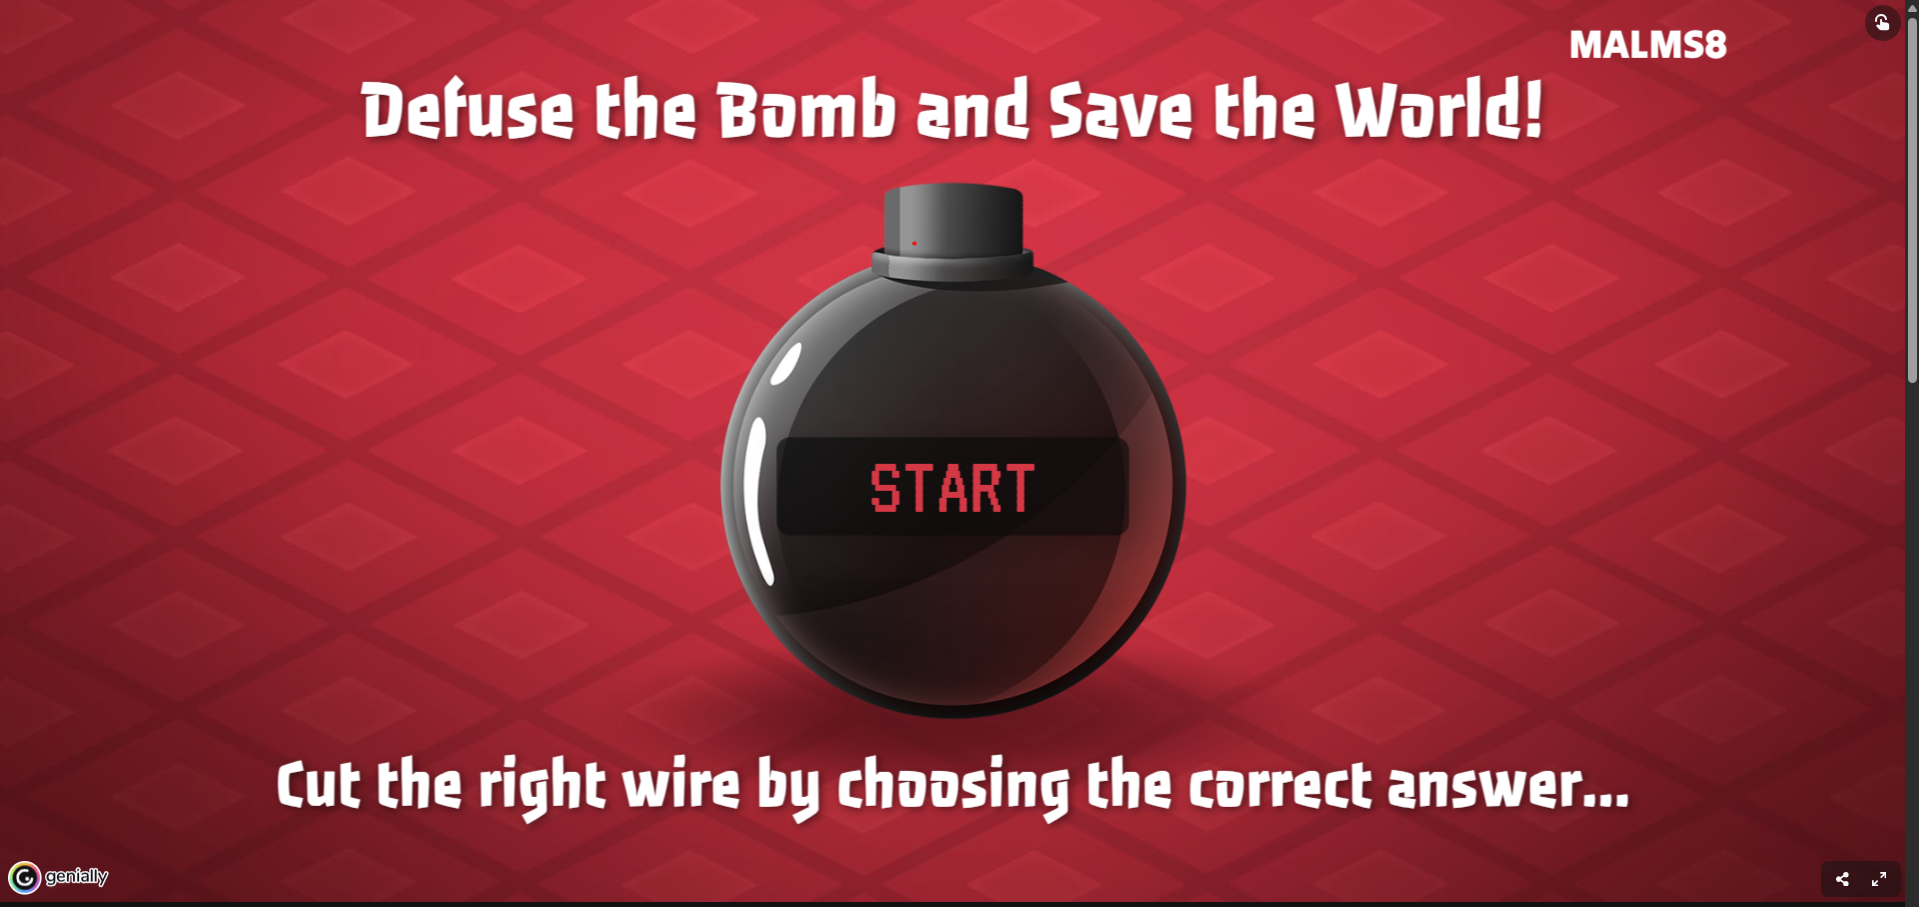 MALMS8
Defuse the Bomb and Save the World!
START
Cut the right wire by choosing the correct answer...
genially